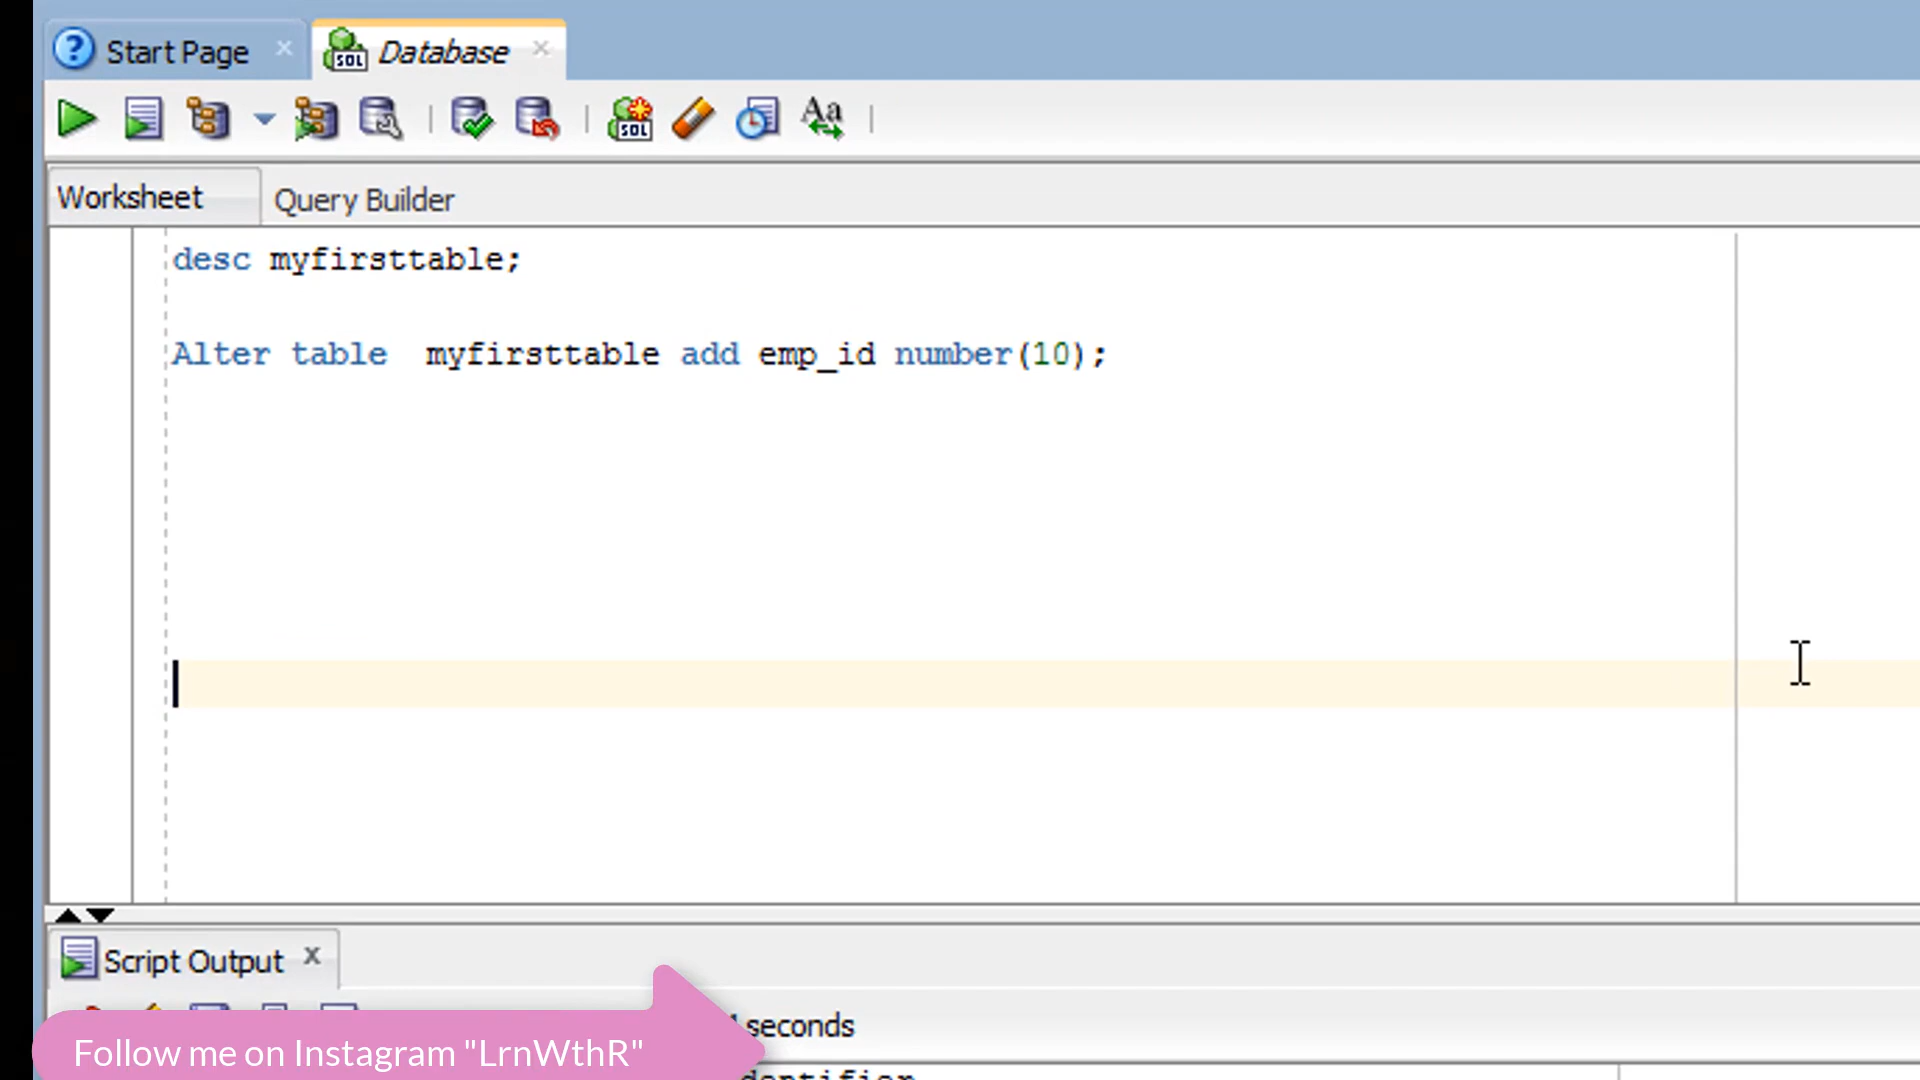 Start Page
Database
Worksheet
Query Builder
desc myfirsttable;
Alter table  myfirsttable add emp_id number(10);
Script Output
seconds
Follow me on Instagram "LrnWthR"